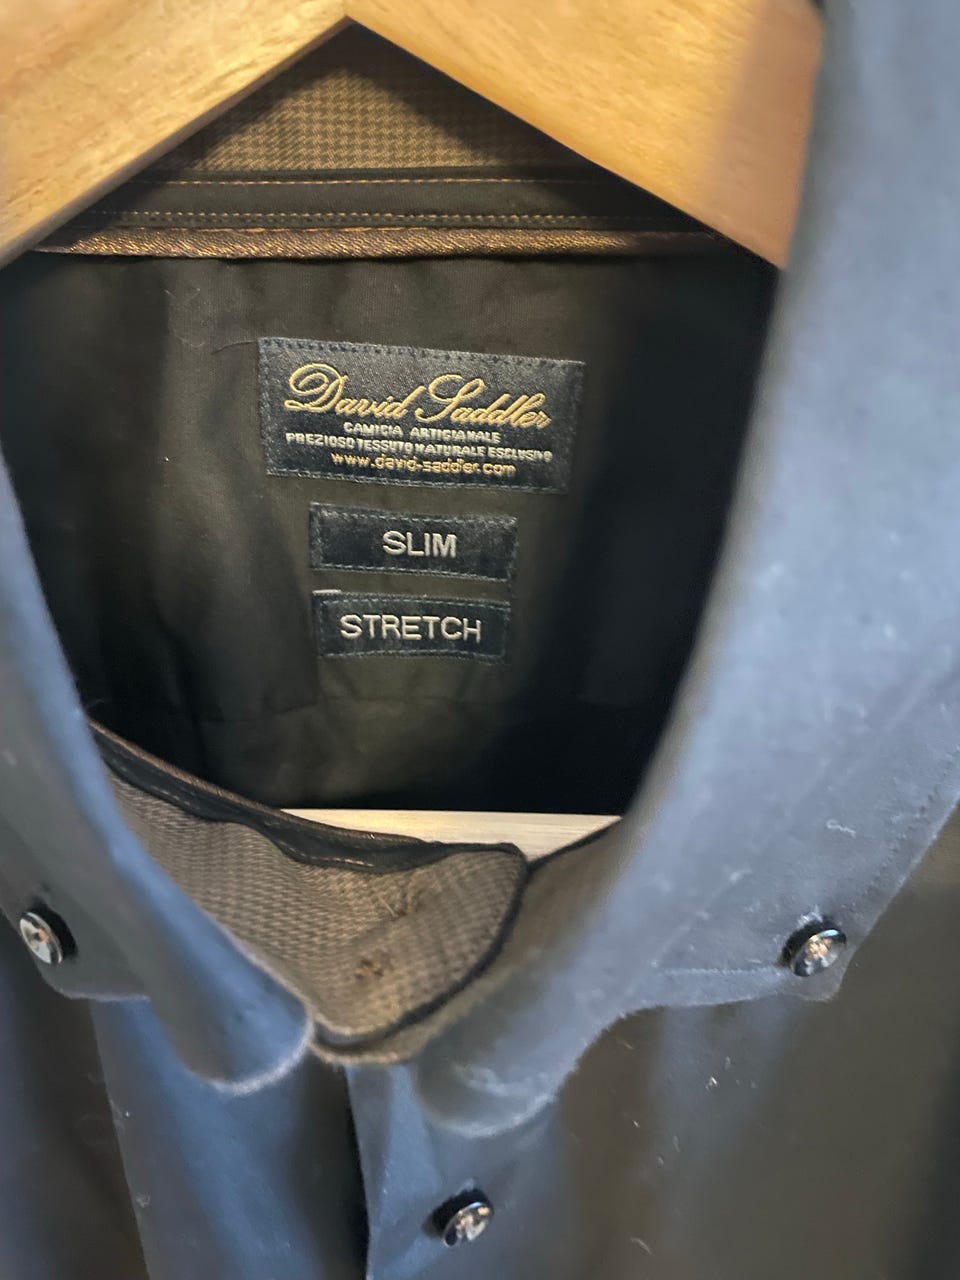 David Saddler
CAMICIA ARTIGIANALE
PREZIOSO TESSUTO NATURALE ESCLUSIVO
www.david-saddler.com
SLIM
STRETCH